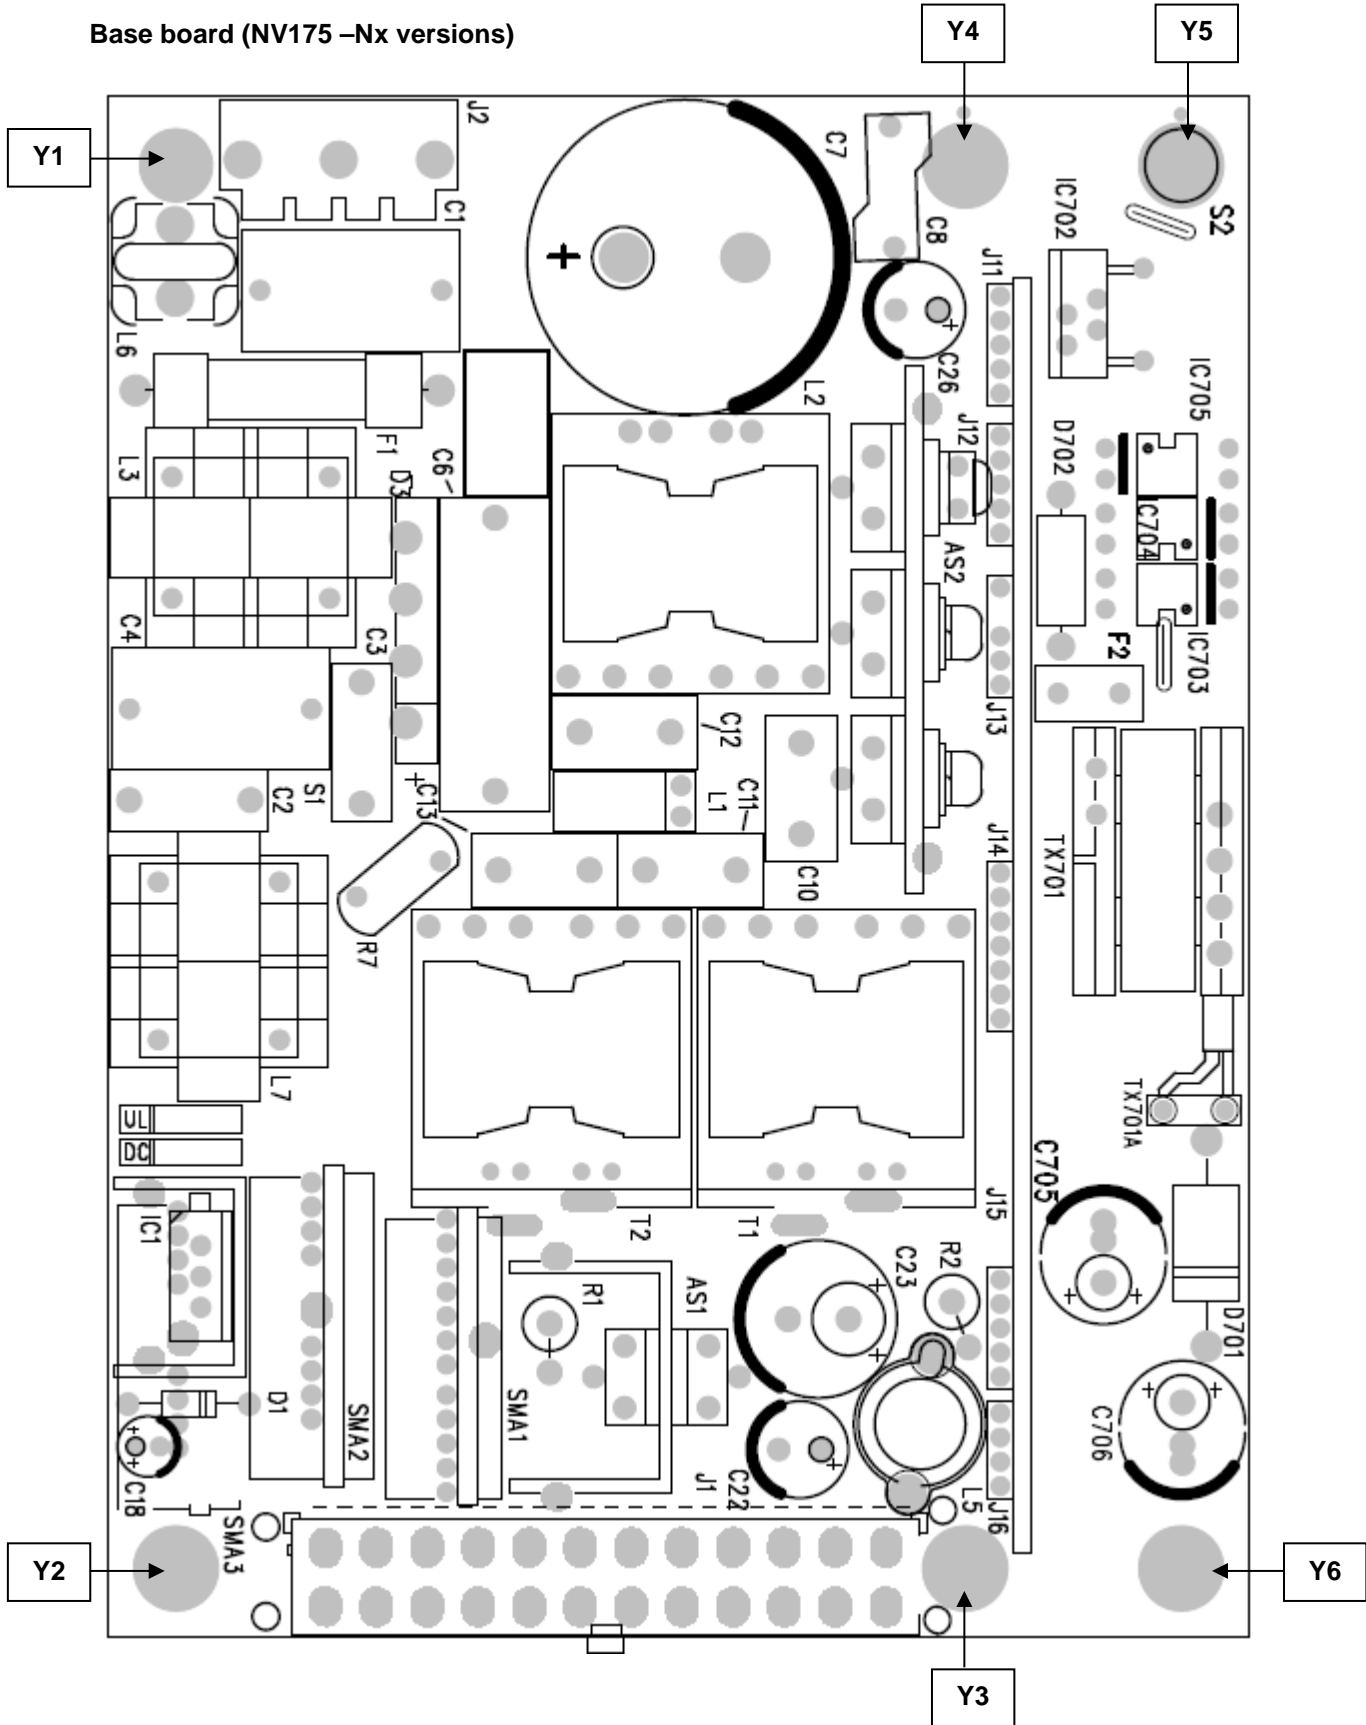 Base board (NV175 –Nx versions)
Y4
Y5
Y1
J2
C7
IC702
S2
C1
C8
J11
L6
C26
IC705
L2
F1
J12
D702
L3
C6
D3
IC704
AS2
C4
C3
F2
IC703
J13
C12
+
C13
S1
C2
L1
C11
J14
TX701
C10
R7
L7
TX701A
UL
DC
C705
IC1
T2
T1
J15
C23
R2
R1
AS1
D701
D1
SMA2
SMA1
C706
C18
J1
C22
L5
J16
SMA3
Y2
Y6
Y3